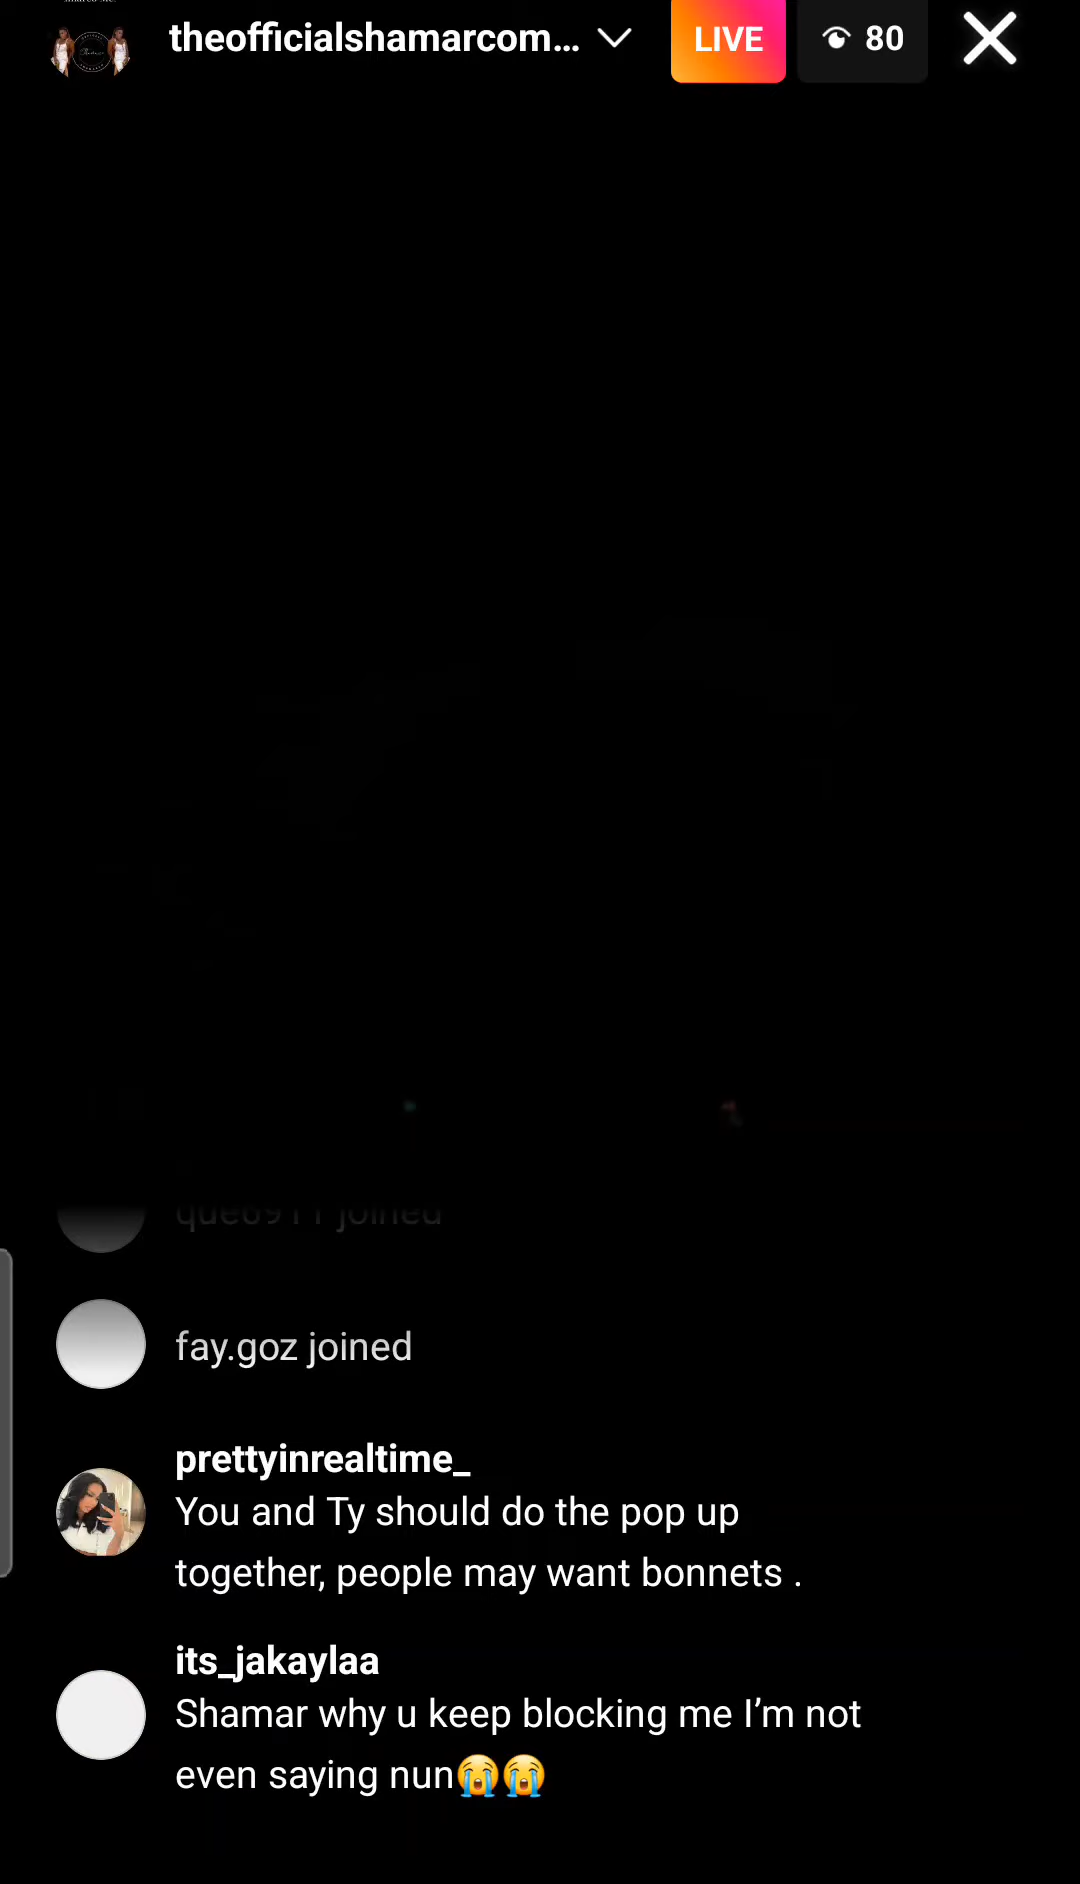 theofficialshamarcom...
LIVE
80
joined
fay.goz joined
prettyinrealtime_
You and Ty should do the pop up
together, people may want bonnets .
its_jakaylaa
Shamar why u keep blocking me I’m not
even saying nun😭😭